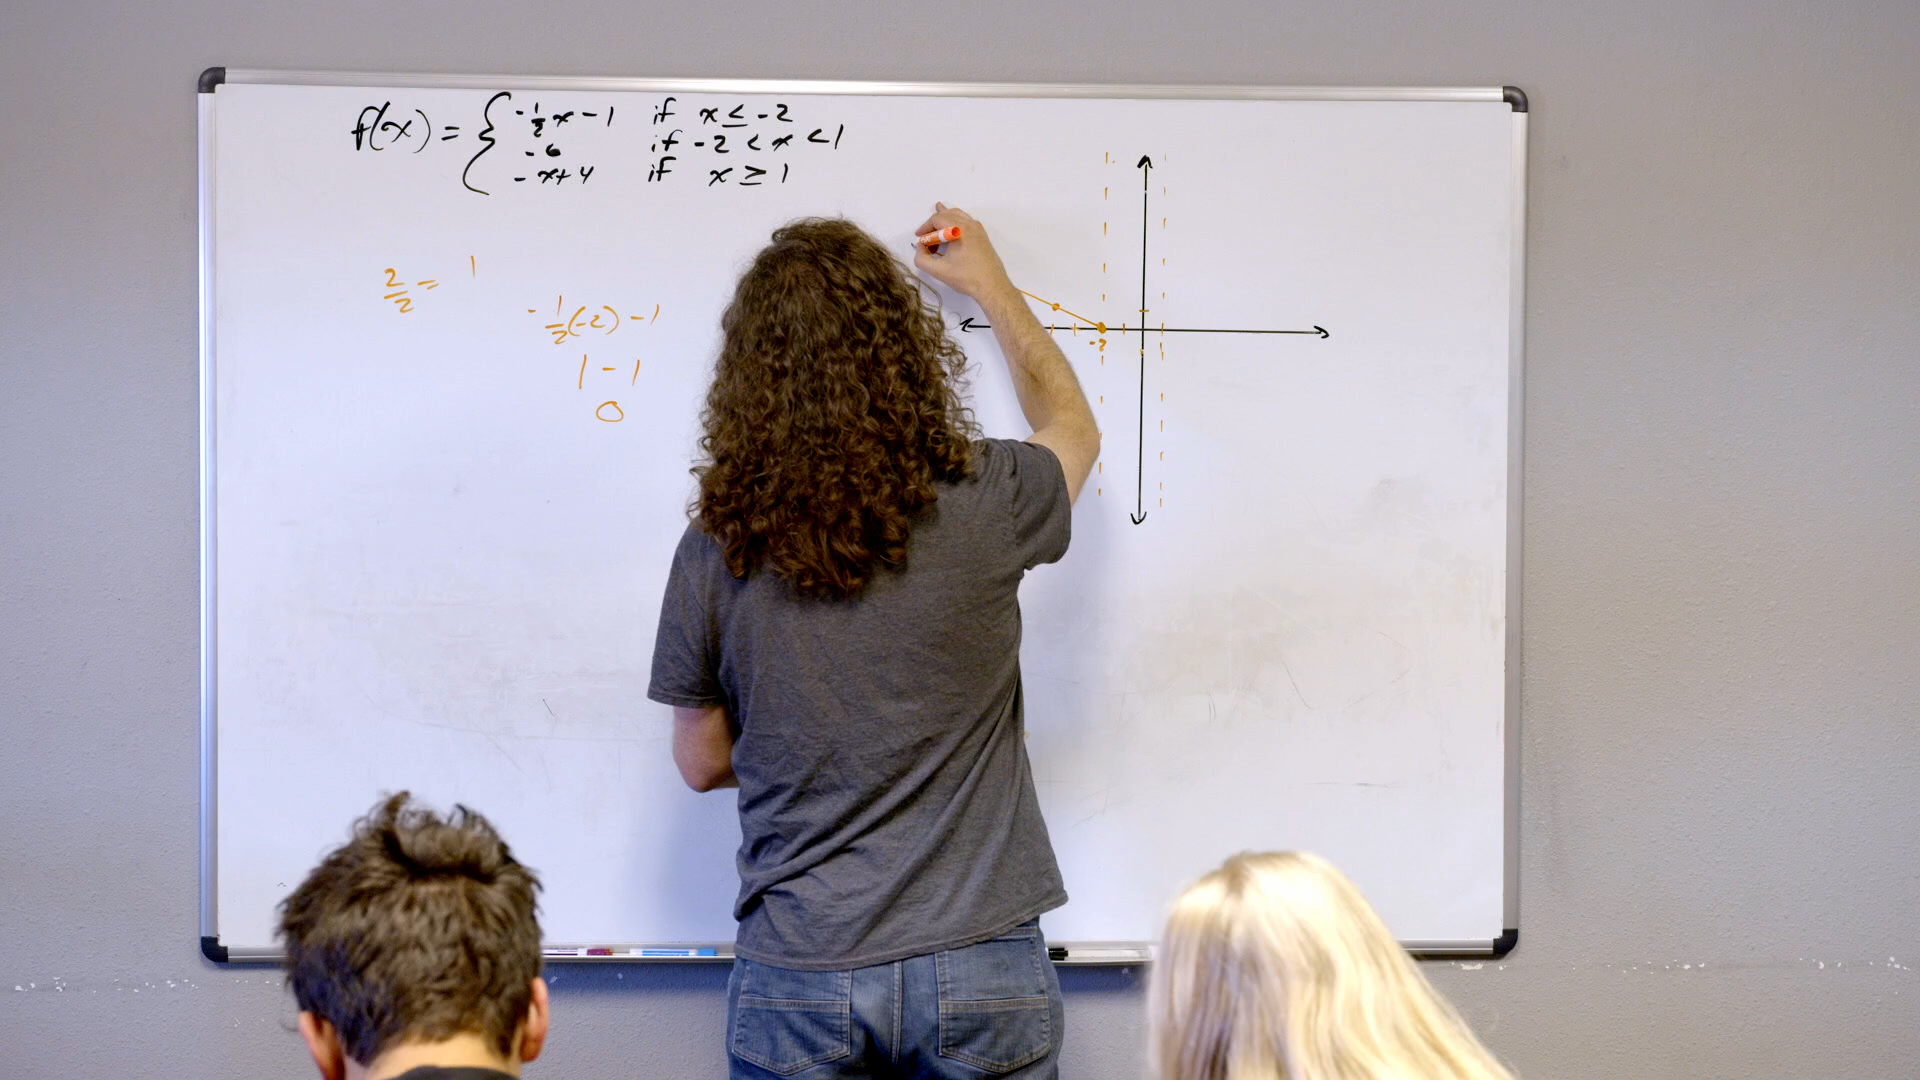 f(x) = { -1/2 x - 1 if x ≤ -2
-6 if -2 < x < 1
-x+4 if x ≥ 1
2/2 = 1
-1/2(-2) - 1
1 - 1
0
-2